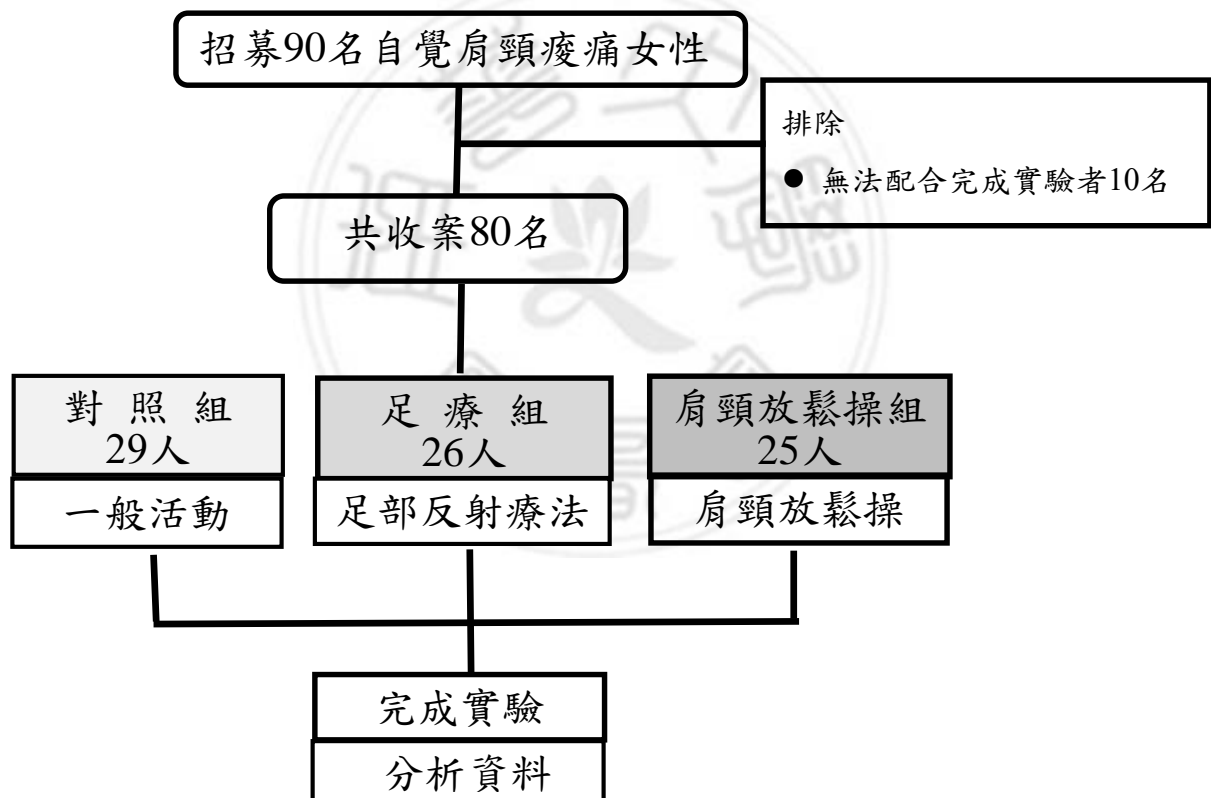 招募90名自覺肩頸痠痛女性
排除
● 無法配合完成實驗者10名
共收案80名
對 照 組
29人
一般活動
足 療 組
26人
足部反射療法
肩頸放鬆操組
25人
肩頸放鬆操
完成實驗
分析資料